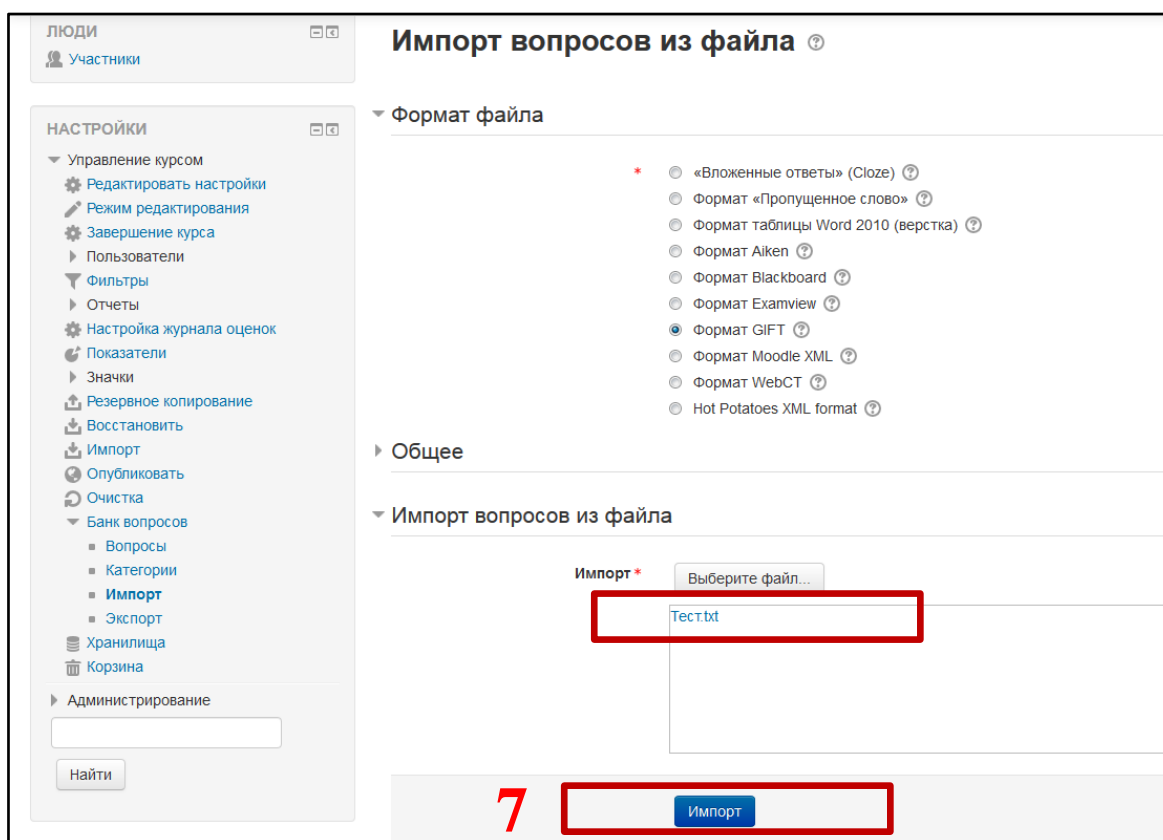 ЛЮДИ
Участники
НАСТРОЙКИ
Управление курсом
Редактировать настройки
Режим редактирования
Завершение курса
Пользователи
Фильтры
Отчеты
Настройка журнала оценок
Показатели
Значки
Резервное копирование
Восстановить
Импорт
Опубликовать
Очистка
Банк вопросов
Вопросы
Категории
Импорт
Экспорт
Хранилища
Корзина
Администрирование
Найти
Импорт вопросов из файла
Формат файла
* «Вложенные ответы» (Cloze)
Формат «Пропущенное слово»
Формат таблицы Word 2010 (верстка)
Формат Aiken
Формат Blackboard
Формат Examview
Формат GIFT
Формат Moodle XML
Формат WebCT
Hot Potatoes XML format
Общее
Импорт вопросов из файла
Импорт * Выберите файл...
Тест.txt
7 Импорт